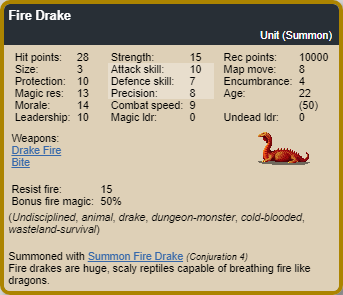 Fire Drake
Unit (Summon)
Hit points: 28 Strength: 15 Rec points: 10000
Size: 3 Attack skill: 10 Map move: 8
Protection: 10 Defence skill: 7 Encumbrance: 4
Magic res: 13 Precision: 8 Age: 22
Morale: 14 Combat speed: 9 (50)
Leadership: 10 Magic ldr: 0 Undead ldr: 0
Weapons:
Drake Fire
Bite
Resist fire: 15
Bonus fire magic: 50%
(Undisciplined, animal, drake, dungeon-monster, cold-blooded,
wasteland-survival)
Summoned with Summon Fire Drake (Conjuration 4)
Fire drakes are huge, scaly reptiles capable of breathing fire like
dragons.